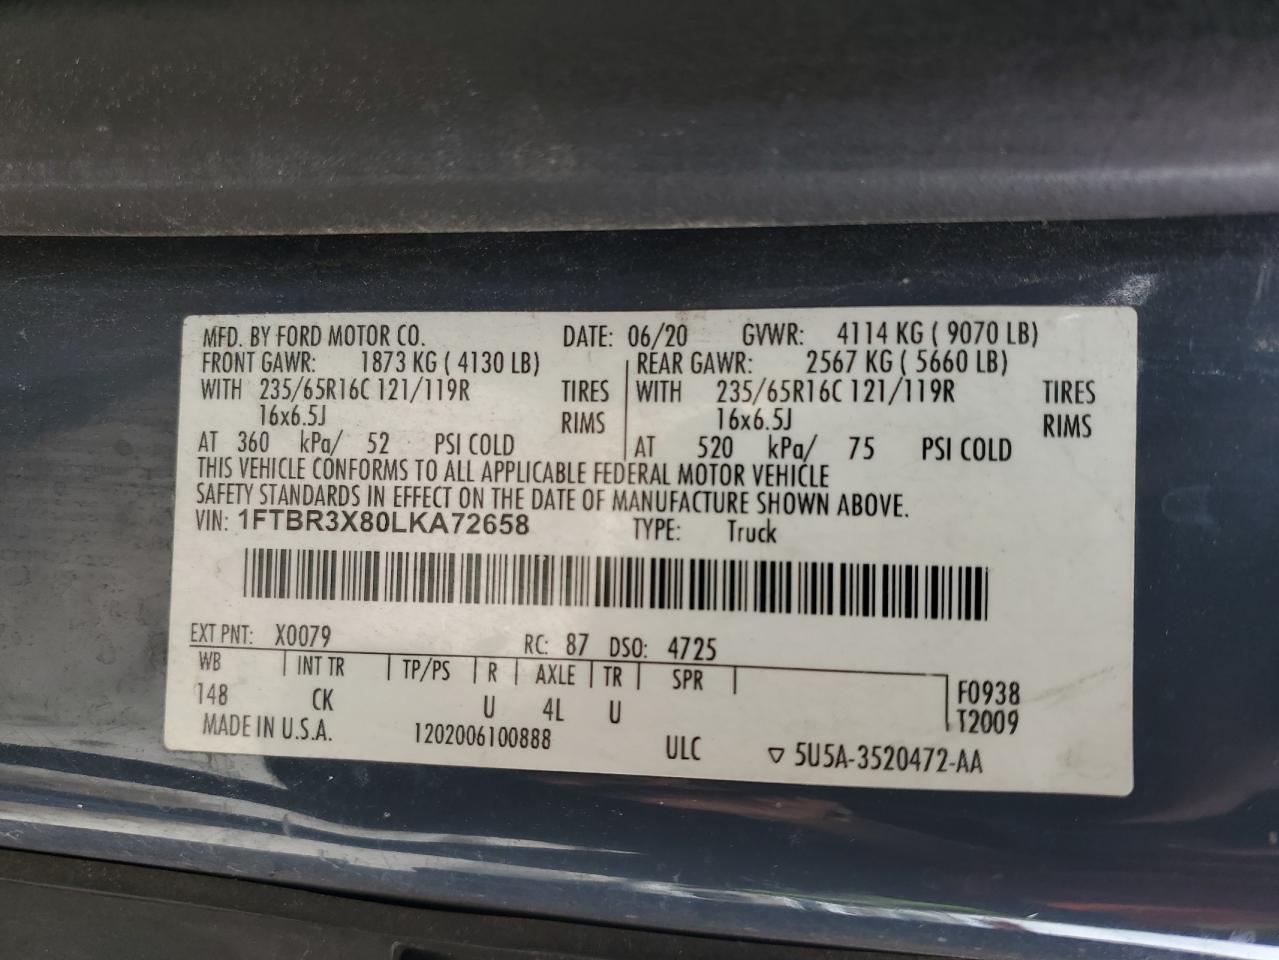 MFD. BY FORD MOTOR CO. DATE: 06/20 GVWR: 4114 KG ( 9070 LB)
FRONT GAWR: 1873 KG ( 4130 LB) REAR GAWR: 2567 KG ( 5660 LB)
WITH 235/65R16C 121/119R TIRES WITH 235/65R16C 121/119R TIRES
16x6.5J RIMS 16x6.5J RIMS
AT 360 kPa/ 52 PSI COLD AT 520 kPa/ 75 PSI COLD
THIS VEHICLE CONFORMS TO ALL APPLICABLE FEDERAL MOTOR VEHICLE
SAFETY STANDARDS IN EFFECT ON THE DATE OF MANUFACTURE SHOWN ABOVE.
VIN: 1FTBR3X80LKA72658 TYPE: Truck
EXT PNT: X0079 RC: 87 DSO: 4725
WB INT TR TP/PS R AXLE TR SPR F0938
148 CK U 4L U T2009
MADE IN U.S.A. 1202006100888 ULC ▽ 5U5A-3520472-AA